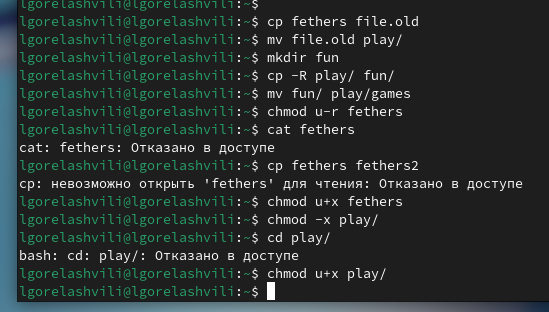 lgorelashvili@lgorelashvili:~$
lgorelashvili@lgorelashvili:~$ cp fethers file.old
lgorelashvili@lgorelashvili:~$ mv file.old play/
lgorelashvili@lgorelashvili:~$ mkdir fun
lgorelashvili@lgorelashvili:~$ cp -R play/ fun/
lgorelashvili@lgorelashvili:~$ mv fun/ play/games
lgorelashvili@lgorelashvili:~$ chmod u-r fethers
lgorelashvili@lgorelashvili:~$ cat fethers
cat: fethers: Отказано в доступе
lgorelashvili@lgorelashvili:~$ cp fethers fethers2
cp: невозможно открыть 'fethers' для чтения: Отказано в доступе
lgorelashvili@lgorelashvili:~$ chmod u+x fethers
lgorelashvili@lgorelashvili:~$ chmod -x play/
lgorelashvili@lgorelashvili:~$ cd play/
bash: cd: play/: Отказано в доступе
lgorelashvili@lgorelashvili:~$ chmod u+x play/
lgorelashvili@lgorelashvili:~$